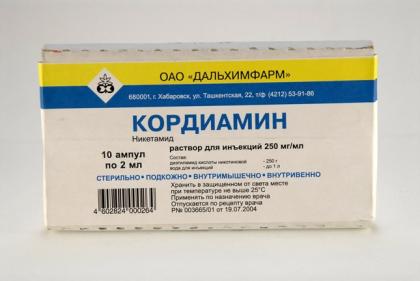 ОАО «ДАЛЬХИМФАРМ»
680001, г. Хабаровск, ул. Ташкентская, 22, т/ф (4212) 53-91-86
КОРДИАМИН
Никетамид
раствор для инъекций 250 мг/мл
10 ампул
по 2 мл
Состав:
диэтиламид кислоты никотиновой - 250 г
вода для инъекций - до 1 л
СТЕРИЛЬНО • ПОДКОЖНО • ВНУТРИМЫШЕЧНО • ВНУТРИВЕННО
Хранить в защищенном от света месте
при температуре не выше 25°С
Применять по назначению врача
Отпускается по рецепту врача
РN 003665/01 от 19.07.2004
4 602824 000264